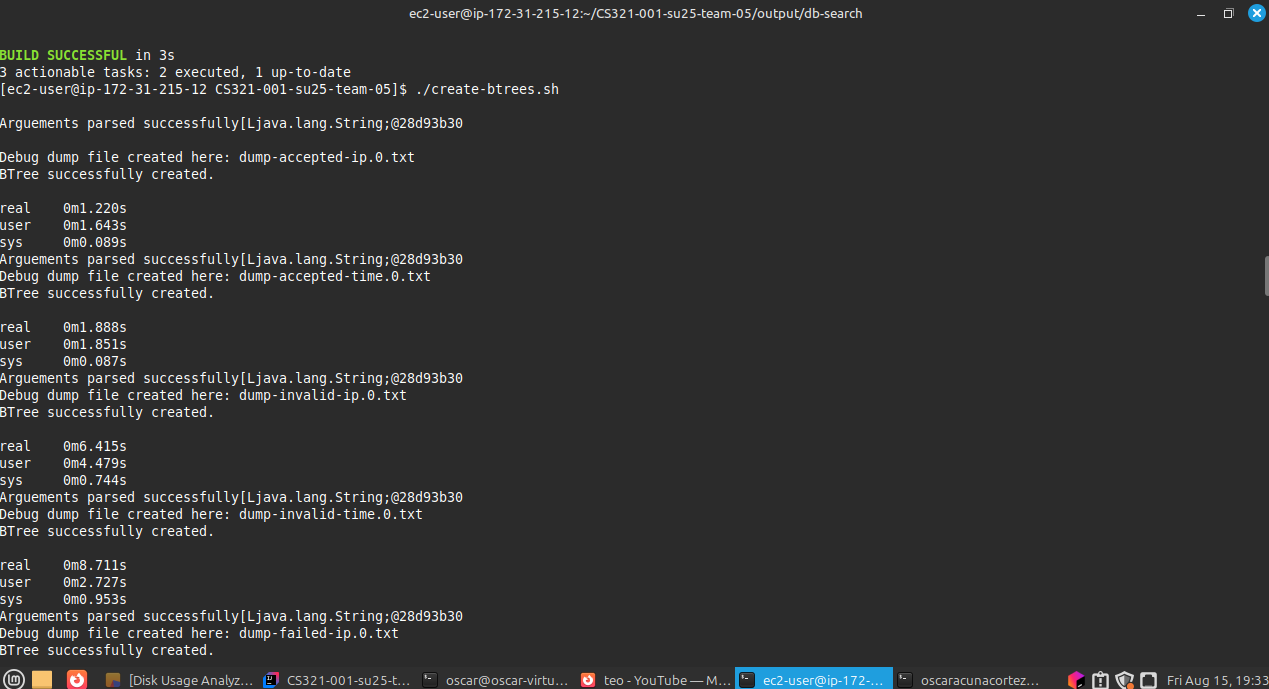 ec2-user@ip-172-31-215-12:~/CS321-001-su25-team-05/output/db-search
BUILD SUCCESSFUL in 3s
3 actionable tasks: 2 executed, 1 up-to-date
[ec2-user@ip-172-31-215-12 CS321-001-su25-team-05]$ ./create-btrees.sh
Arguements parsed successfully[Ljava.lang.String;@28d93b30
Debug dump file created here: dump-accepted-ip.0.txt
BTree successfully created.
real    0m1.220s
user    0m1.643s
sys     0m0.089s
Arguements parsed successfully[Ljava.lang.String;@28d93b30
Debug dump file created here: dump-accepted-time.0.txt
BTree successfully created.
real    0m1.888s
user    0m1.851s
sys     0m0.087s
Arguements parsed successfully[Ljava.lang.String;@28d93b30
Debug dump file created here: dump-invalid-ip.0.txt
BTree successfully created.
real    0m6.415s
user    0m4.479s
sys     0m0.744s
Arguements parsed successfully[Ljava.lang.String;@28d93b30
Debug dump file created here: dump-invalid-time.0.txt
BTree successfully created.
real    0m8.711s
user    0m2.727s
sys     0m0.953s
Arguements parsed successfully[Ljava.lang.String;@28d93b30
Debug dump file created here: dump-failed-ip.0.txt
BTree successfully created.
[Disk Usage Analyz... CS321-001-su25-t... oscar@oscar-virtu... teo - YouTube — M... ec2-user@ip-172-... oscaracunacortez... Fri Aug 15, 19:33